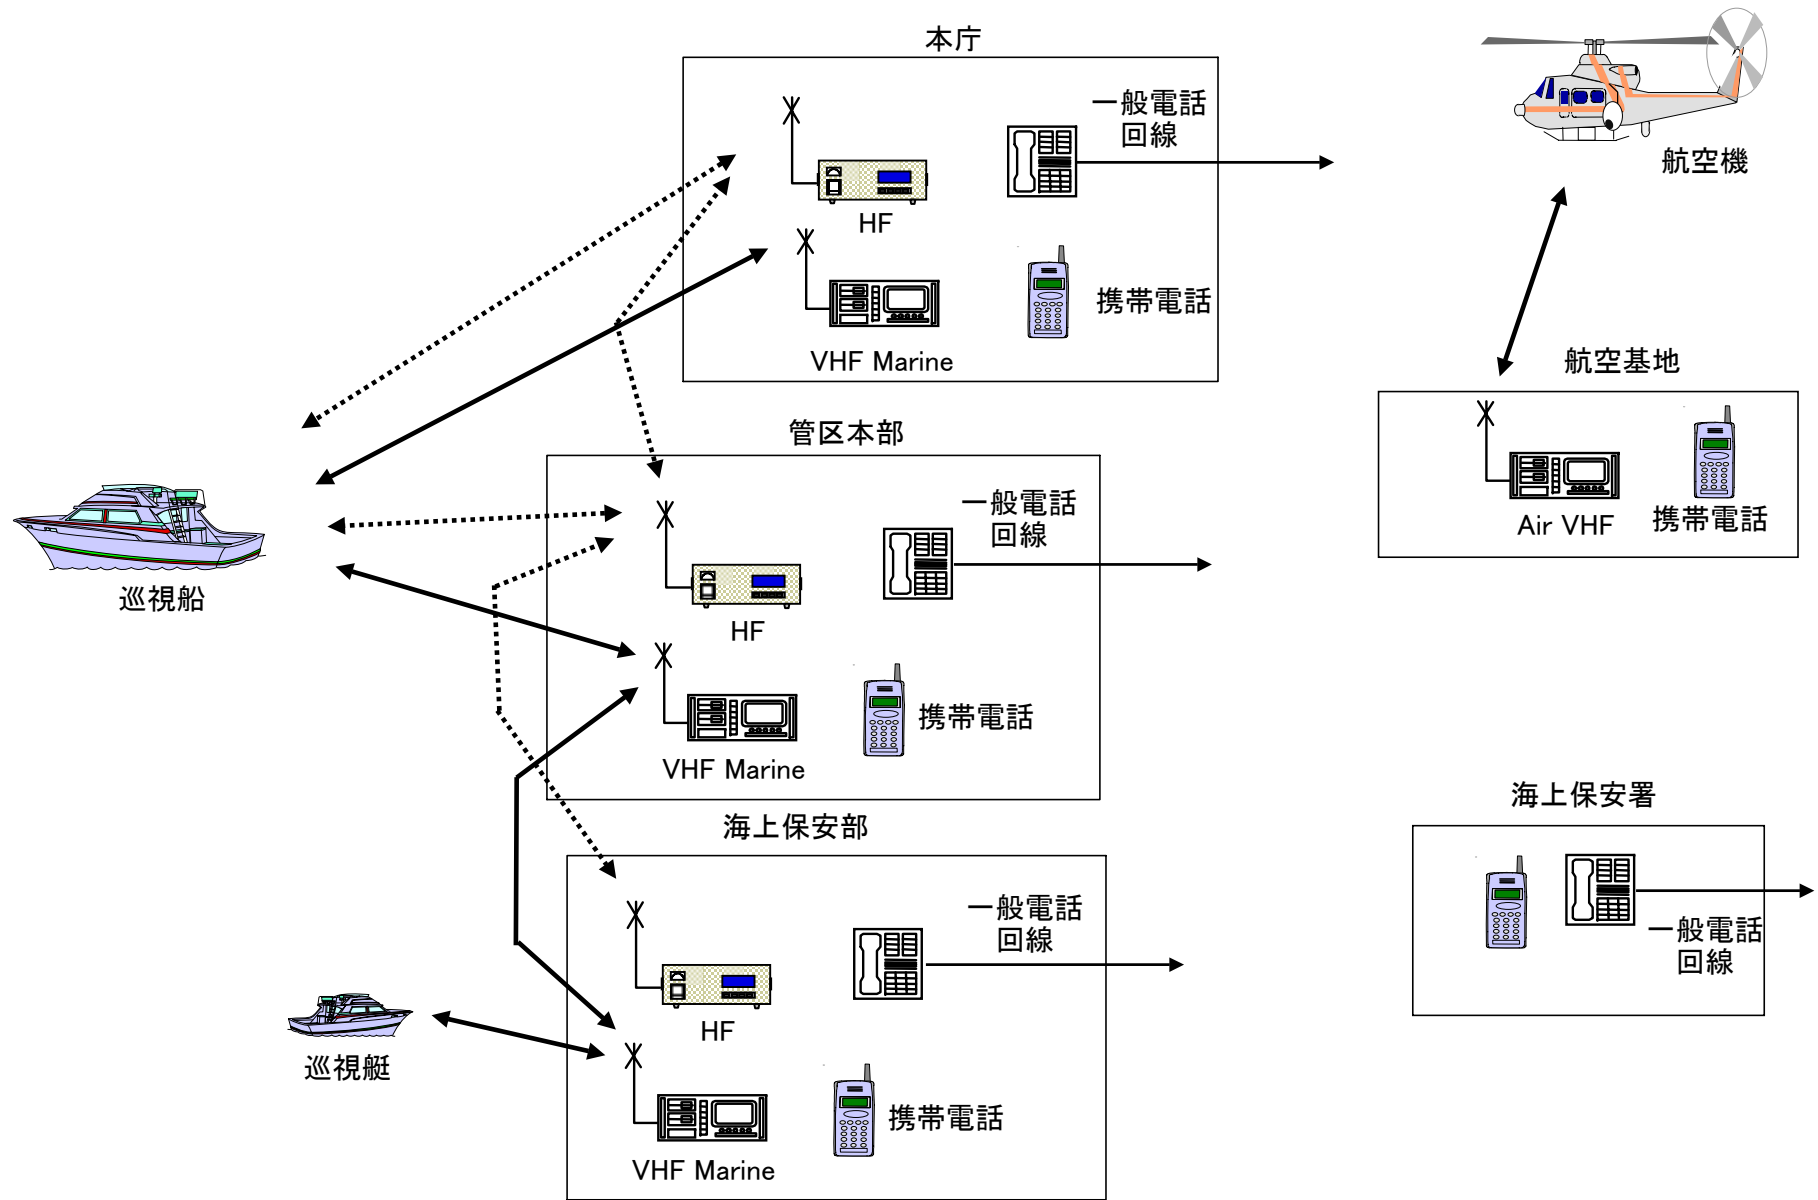 本庁
一般電話
回線
HF
携帯電話
VHF Marine
航空機
航空基地
Air VHF
携帯電話
管区本部
一般電話
回線
HF
携帯電話
VHF Marine
巡視船
海上保安部
一般電話
回線
HF
携帯電話
VHF Marine
巡視艇
海上保安署
一般電話
回線